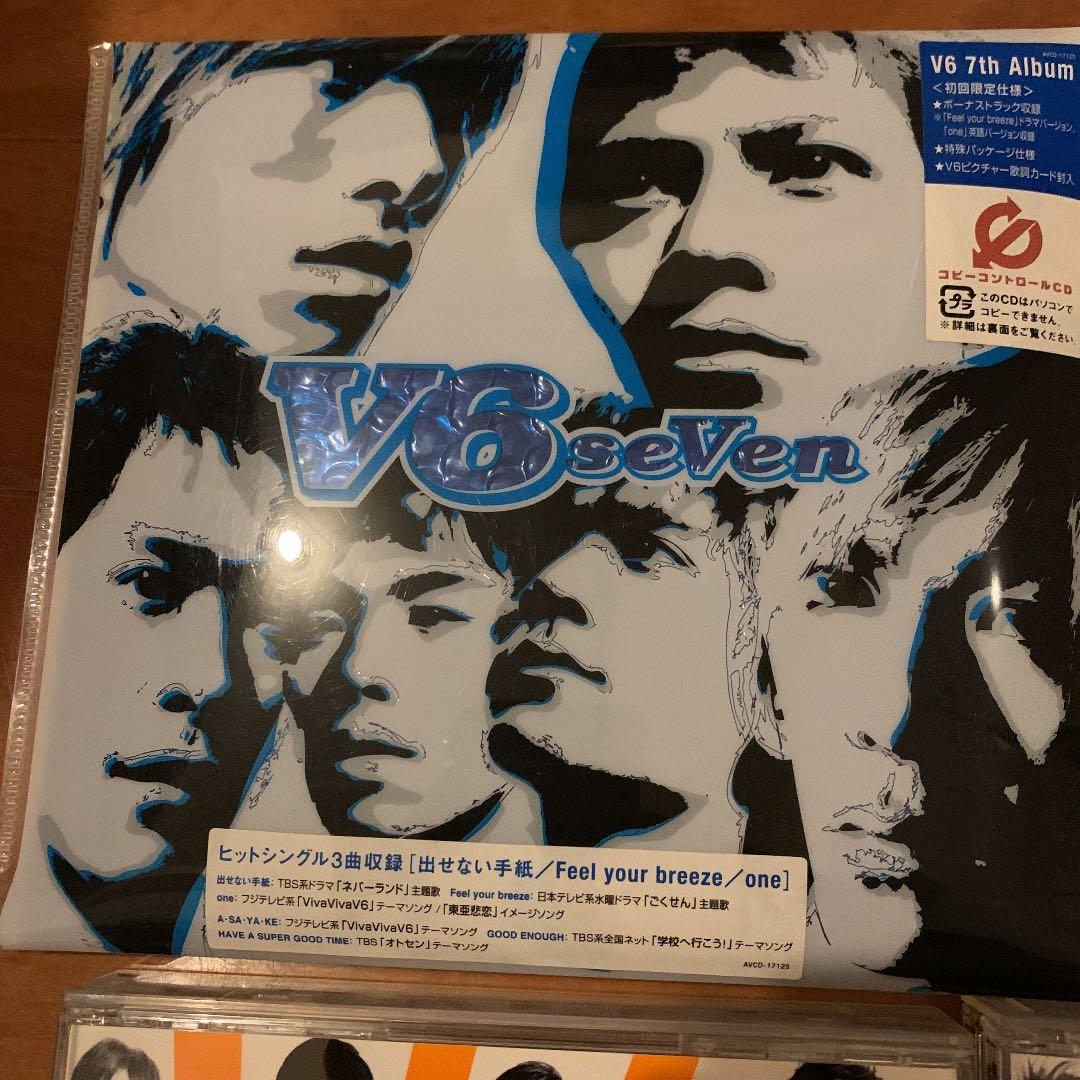 AVCD-17125
V6 7th Album
＜初回限定仕様＞
★ボーナストラック収録
※「Feel your breeze」ドラマバージョン、
「one」英語バージョン収録
★特殊パッケージ仕様
★V6ピクチャー歌詞カード封入
コピーコントロールCD
プラ
このCDはパソコンで
コピーできません。
※詳細は裏面をご覧ください。
V6 seVen
ヒットシングル3曲収録［出せない手紙／Feel your breeze／one］
出せない手紙：TBS系ドラマ「ネバーランド」主題歌 Feel your breeze：日本テレビ系水曜ドラマ「ごくせん」主題歌
one：フジテレビ系「VivaVivaV6」テーマソング／「東亜悲恋」イメージソング
A・SA・YA・KE：フジテレビ系「VivaVivaV6」テーマソング GOOD ENOUGH：TBS系全国ネット「学校へ行こう!」テーマソング
HAVE A SUPER GOOD TIME：TBS「オトセン」テーマソング
AVCD-17125